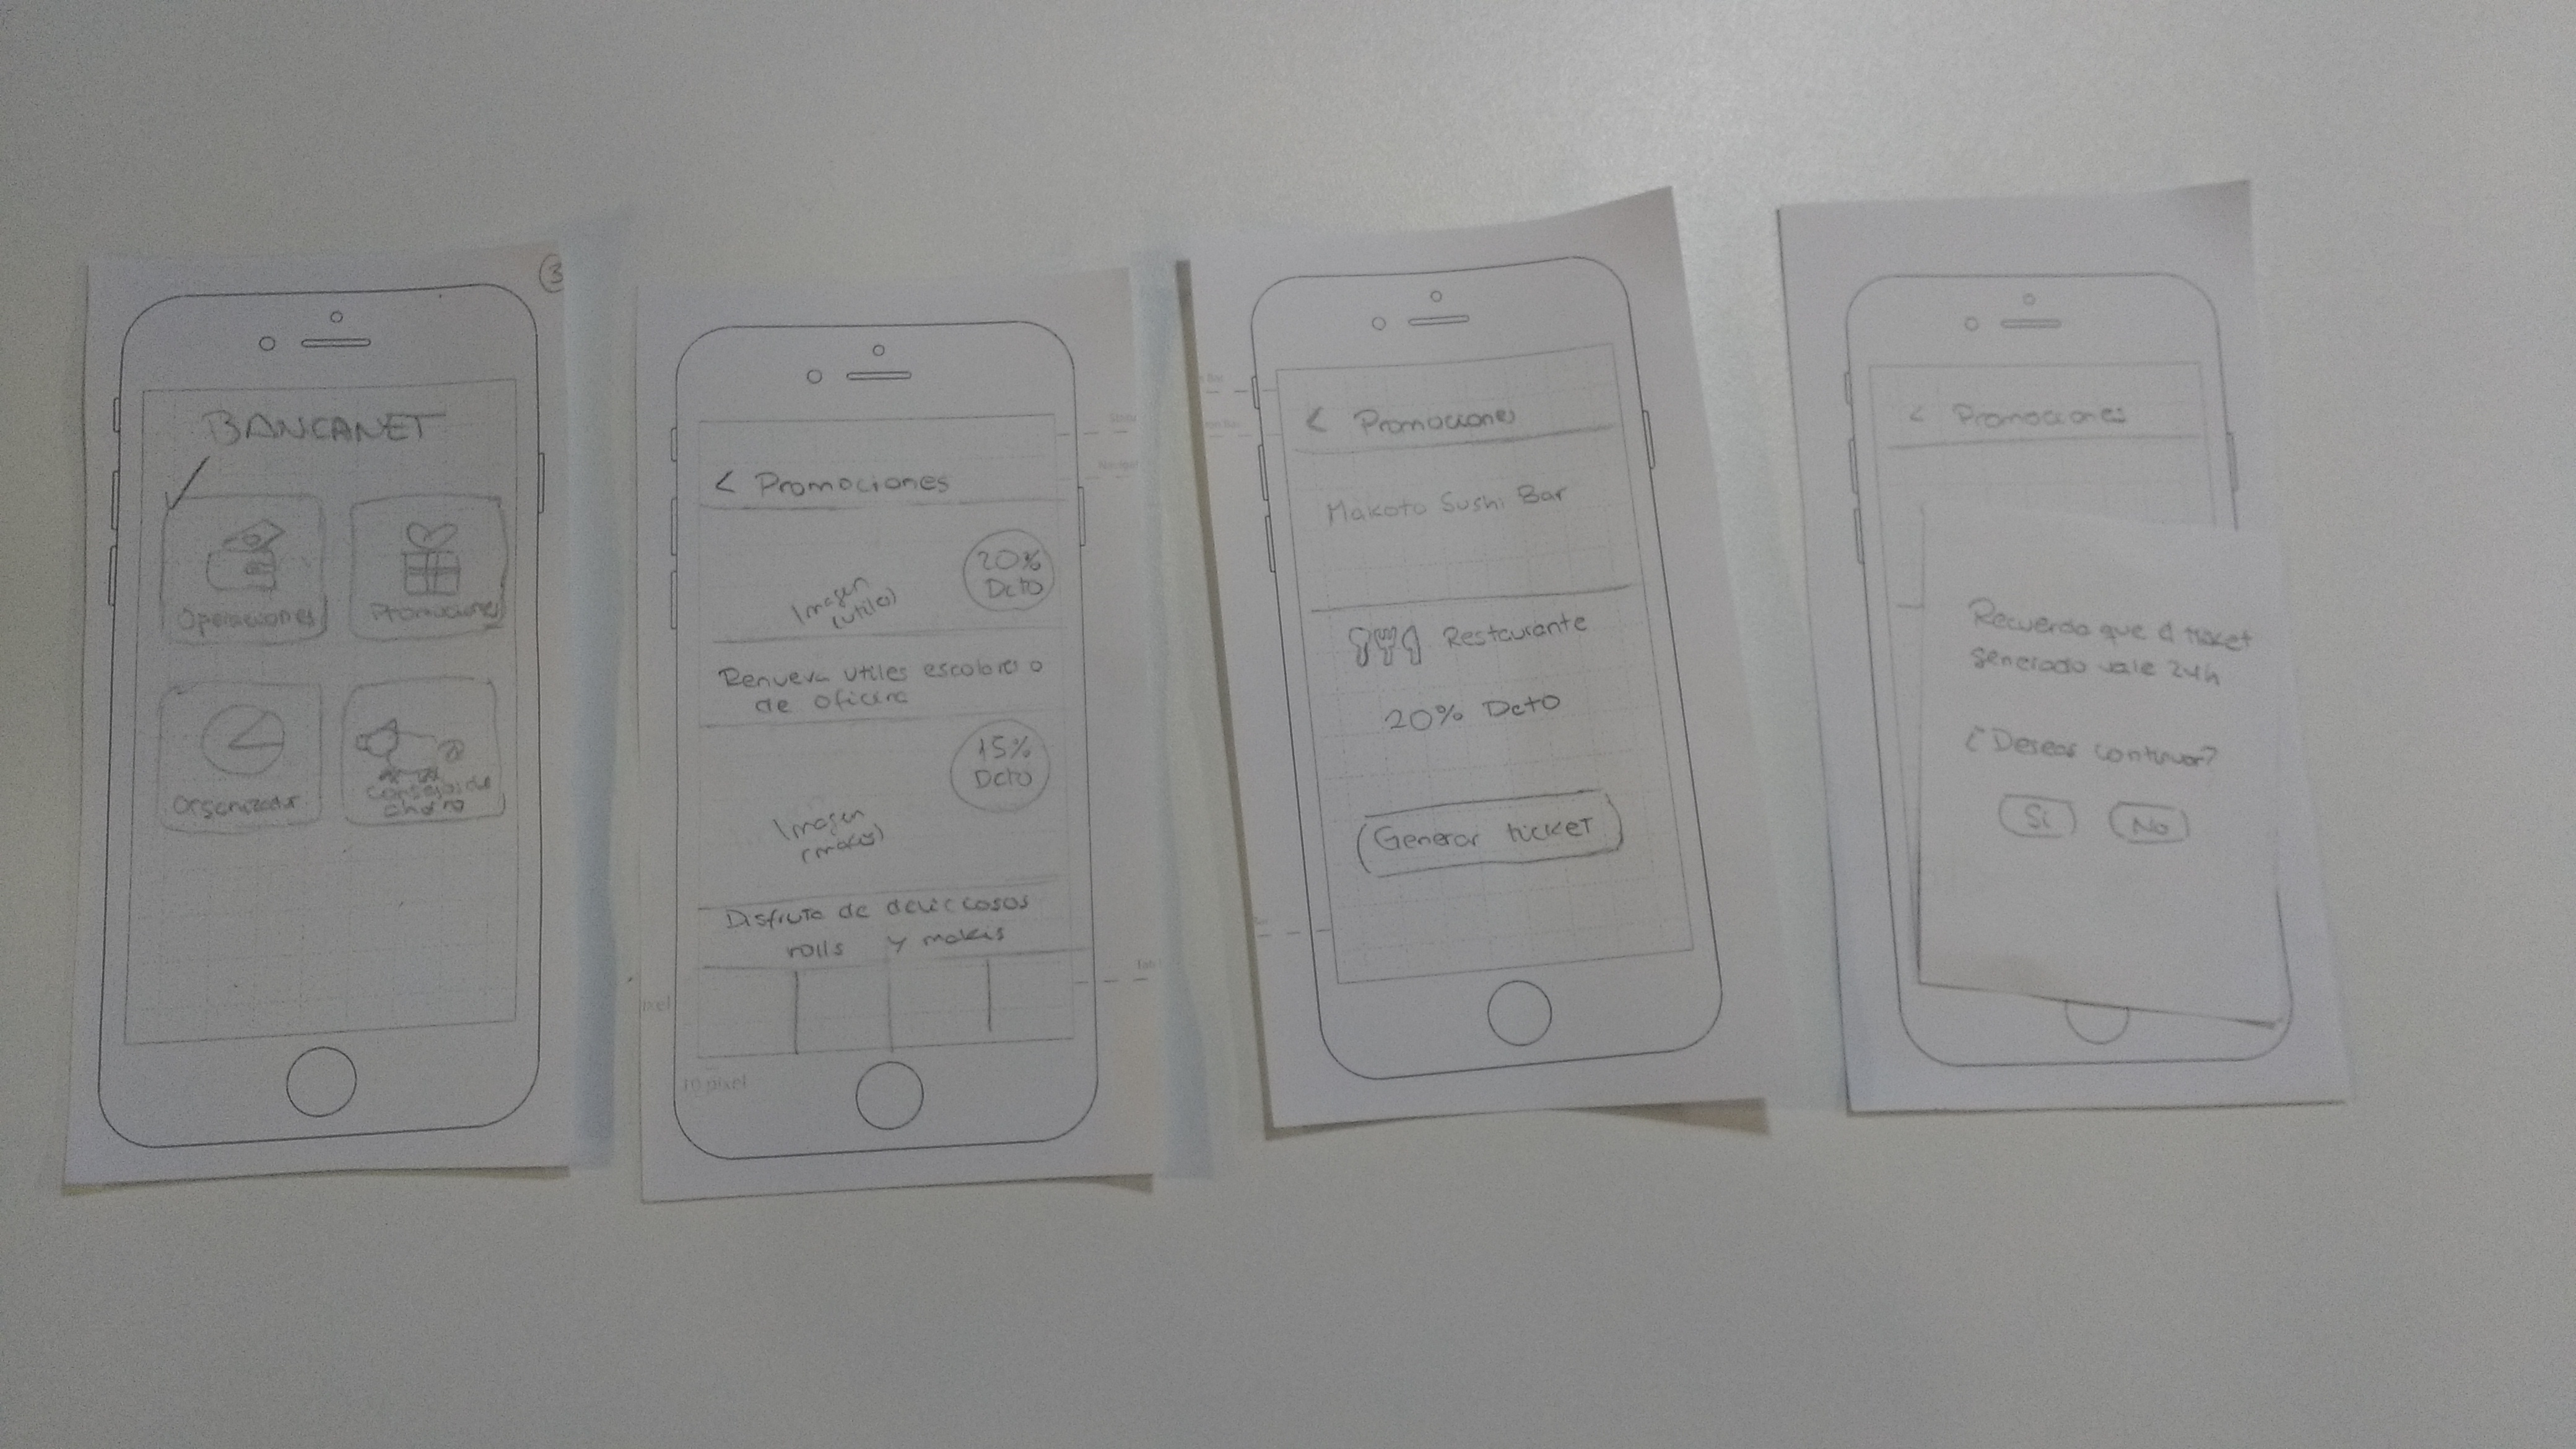 3
BANCANET
Operaciones
Promociones
Organizador
Consejos de
ahorro
< Promociones
20%
Dcto
Imagen
(utiles)
Renueva utiles escolares o
de oficina
15%
Dcto
Imagen
(makis)
Disfruta de deliciosos
rolls y makis
10 pixel
< Promociones
Makoto Sushi Bar
Restaurante
20% Dcto
Generar ticket
< Promociones
Recuerda que el ticket
generado vale 24h
¿Deseas continuar?
Si
No